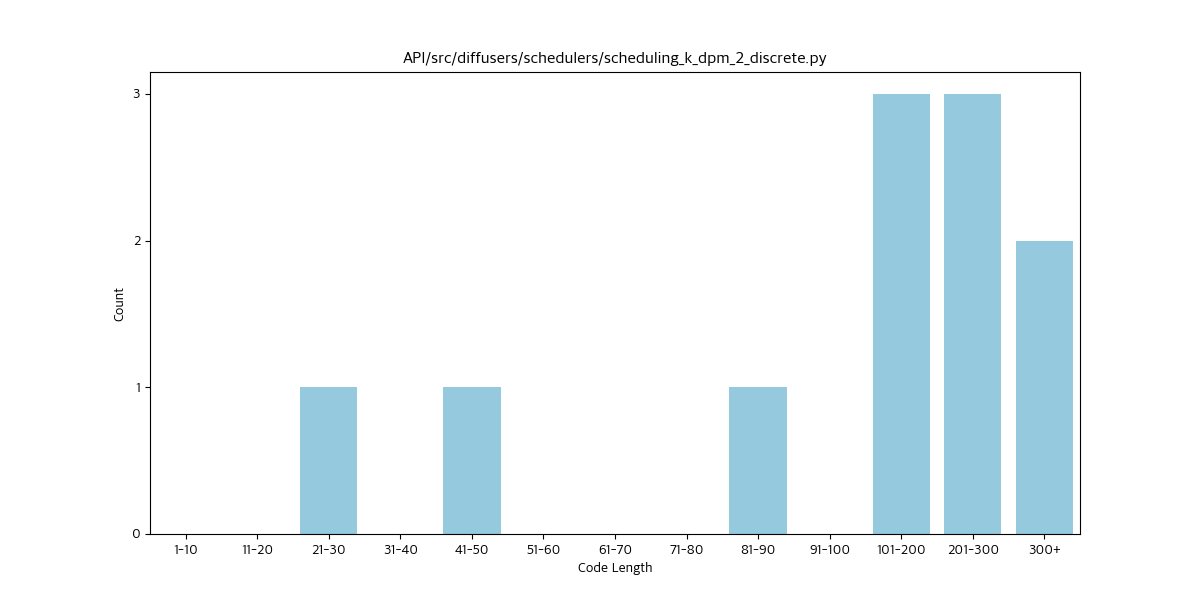 API/src/diffusers/schedulers/scheduling_k_dpm_2_discrete.py
3
2
1
0
Count
1-10 11-20 21-30 31-40 41-50 51-60 61-70 71-80 81-90 91-100 101-200 201-300 300+
Code Length